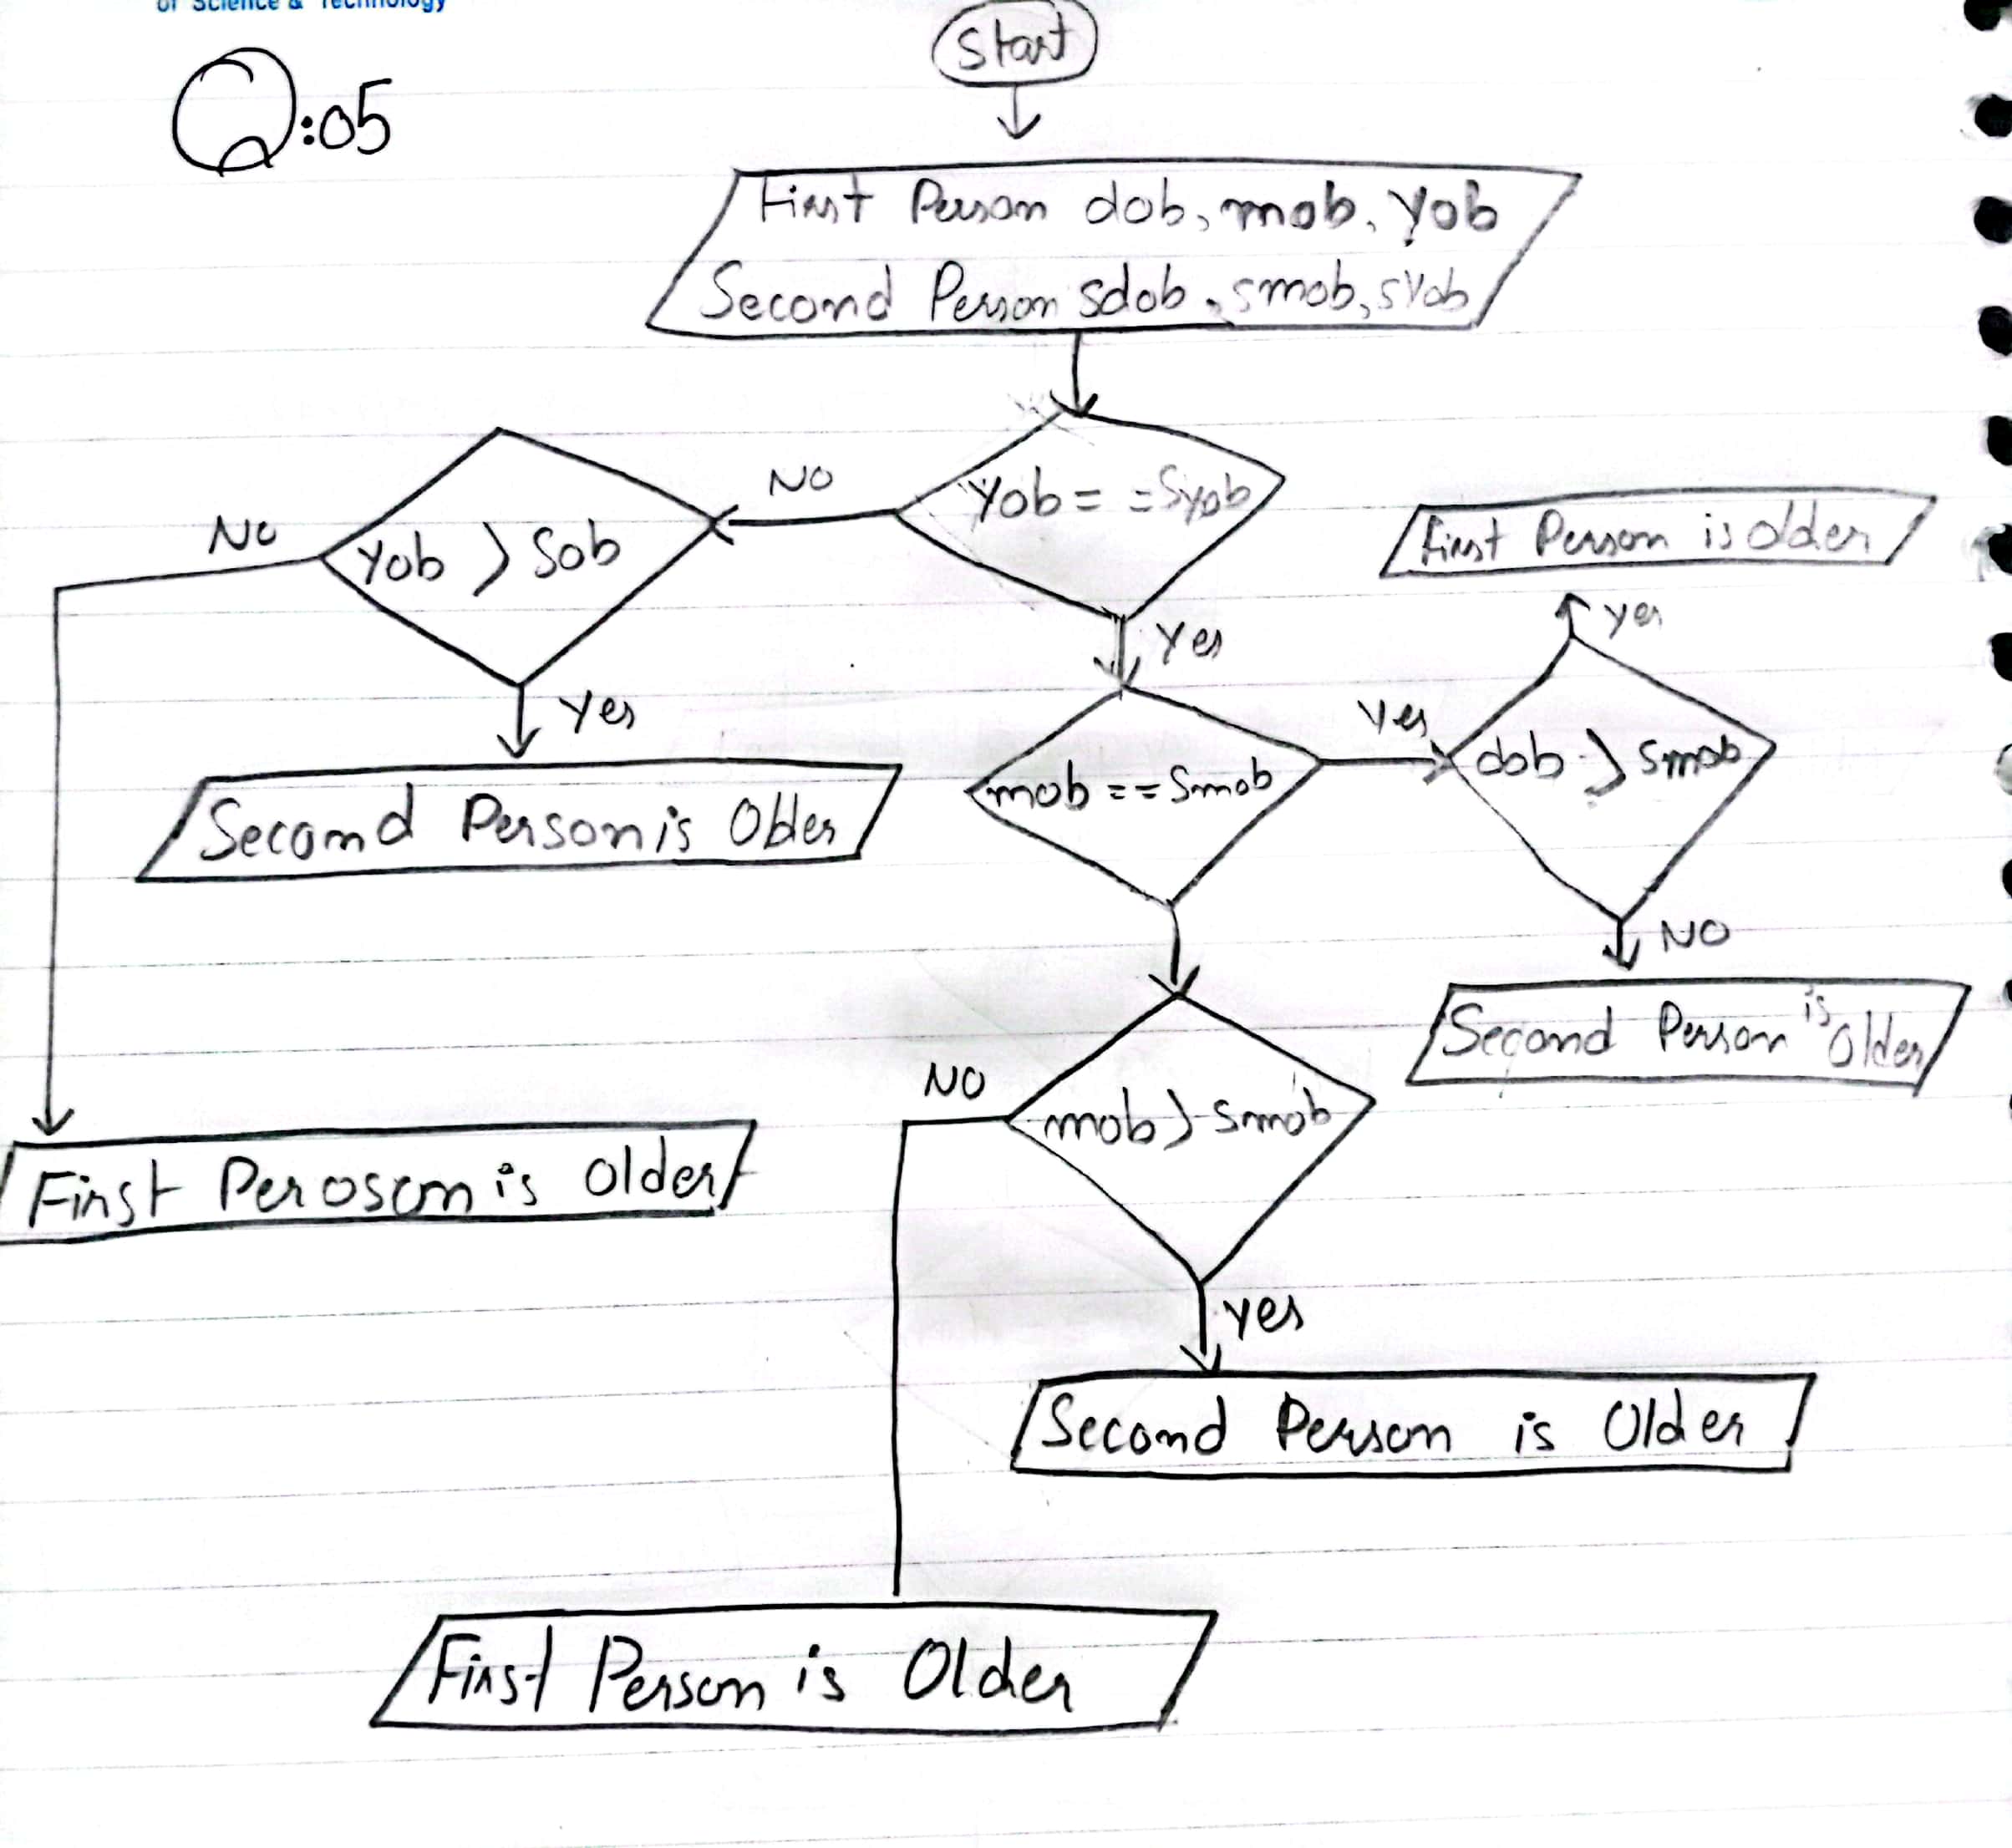 of Science & Technology
Q:05
Start
First Person dob, mob, yob
Second Person sdob, smob, syob
yob = = Syob
No
yob > Sob
No
Yes
Second Person is Older
First Peroson is older
Yes
mob == Smob
Yes
dob > Smob
yes
First Person is older
NO
Second Person is older
mob > Smob
NO
yes
Second Person is Older
First Person is Older